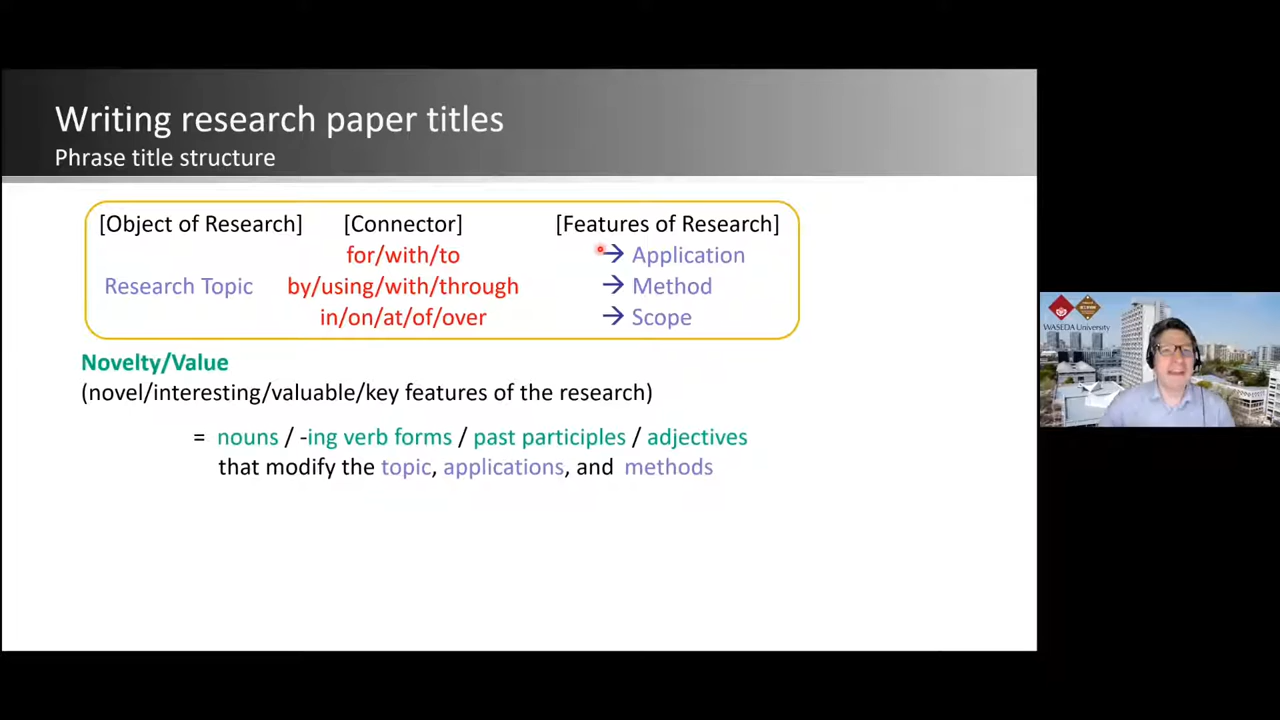 Writing research paper titles
Phrase title structure
[Object of Research] [Connector] [Features of Research]
for/with/to → Application
Research Topic by/using/with/through → Method
in/on/at/of/over → Scope
Novelty/Value
(novel/interesting/valuable/key features of the research)
= nouns / -ing verb forms / past participles / adjectives
that modify the topic, applications, and methods
WASEDA University